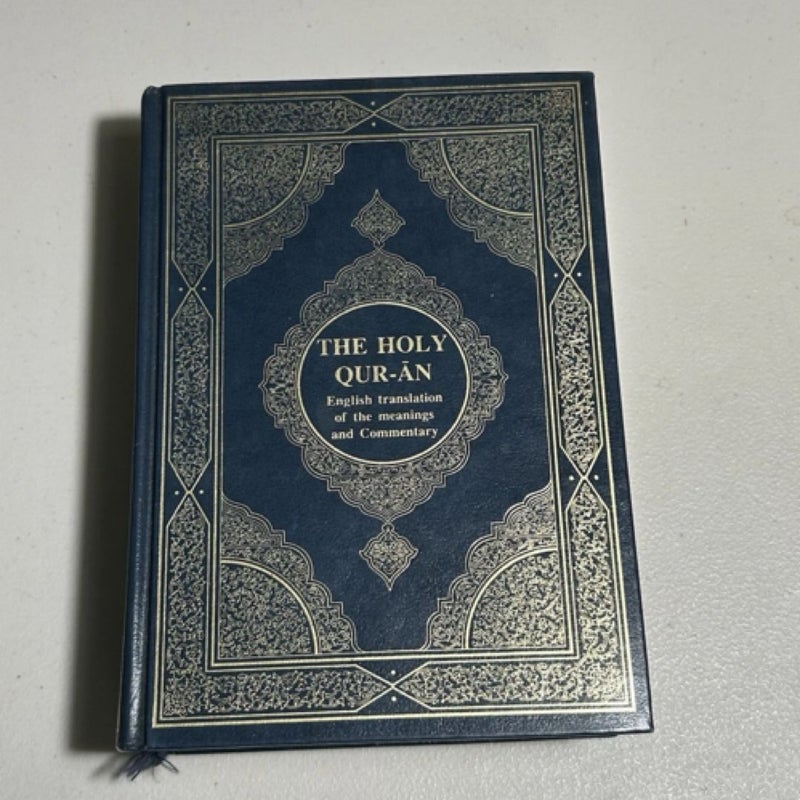 THE HOLY
QUR-ĀN
English translation
of the meanings
and Commentary